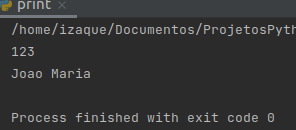 print
/home/izaque/Documentos/ProjetosPyth
123
Joao Maria
Process finished with exit code 0